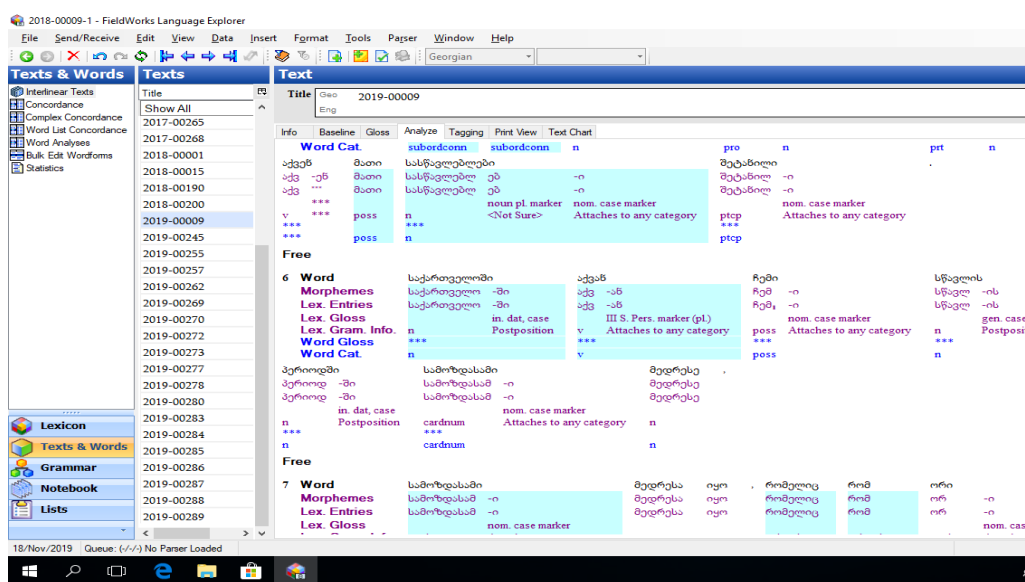 2018-00009-1 - FieldWorks Language Explorer
File Send/Receive Edit View Data Insert Format Tools Parser Window Help
Georgian
Texts & Words
Texts
Text
Interlinear Texts
Concordance
Complex Concordance
Word List Concordance
Word Analyses
Bulk Edit Wordforms
Statistics
Lexicon
Texts & Words
Grammar
Notebook
Lists
Title
Show All
2017-00265
2017-00268
2018-00001
2018-00015
2018-00190
2018-00200
2019-00009
2019-00245
2019-00255
2019-00257
2019-00262
2019-00269
2019-00270
2019-00272
2019-00273
2019-00277
2019-00278
2019-00280
2019-00283
2019-00284
2019-00285
2019-00286
2019-00287
2019-00288
2019-00289
Title Geo 2019-00009
Eng
Info Baseline Gloss Analyze Tagging Print View Text Chart
Word Cat. subordconn subordconn n pro n prt n
აქვენ მათი სასწავლებლები შეტანილი .
აქვ -ენ მათი სასწავლებლ ებ -ი შეტანილ -ი
აქვ *** მათი სასწავლებლ ებ -ი შეტანილ -ი
*** noun pl. marker nom. case marker nom. case marker
v *** poss n <Not Sure> Attaches to any category ptcp Attaches to any category
*** *** ***
*** poss n ptcp
Free
6 Word საქართველოში აქვან ჩემი სწავლის
Morphemes საქართველო -ში აქვ -ან ჩემ -ი სწავლ -ის
Lex. Entries საქართველო -ში აქვ -ან ჩემ₁ -ი სწავლ -ის
Lex. Gloss in. dat, case III S. Pers. marker (pl.) nom. case marker gen. case
Lex. Gram. Info. n Postposition v Attaches to any category poss Attaches to any category n Postposi
Word Gloss *** *** *** ***
Word Cat. n v poss n
პერიოდში სამოზდასამი მედრესე .
პერიოდ -ში სამოზდასამ -ი მედრესე
პერიოდ -ში სამოზდასამ -ი მედრესე
in. dat, case nom. case marker
n Postposition cardnum Attaches to any category n
*** ***
n cardnum n
Free
7 Word სამოზდასამი მედრესა იყო , რომელიც რომ ორი
Morphemes სამოზდასამ -ი მედრესა იყო რომელიც რომ ორ -ი
Lex. Entries სამოზდასამ -ი მედრესა იყო რომელიც რომ ორ -ი
Lex. Gloss nom. case marker nom. cas
18/Nov/2019 Queue: (-/-/-) No Parser Loaded